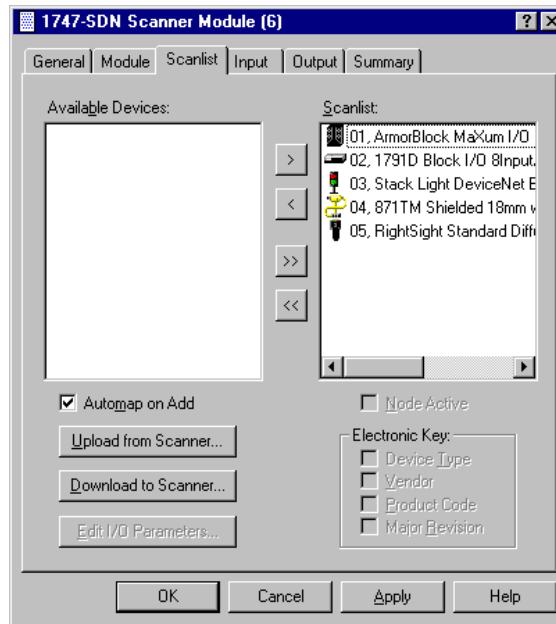 1747-SDN Scanner Module (6)
General Module Scanlist Input Output Summary
Available Devices:
Scanlist:
01, ArmorBlock MaXum I/O
02, 1791D Block I/O 8Input.
03, Stack Light DeviceNet E
04, 871TM Shielded 18mm w
05, RightSight Standard Diff
>
<
>>
<<
Automap on Add
Upload from Scanner...
Download to Scanner...
Edit I/O Parameters...
Node Active
Electronic Key:
Device Type
Vendor
Product Code
Major Revision
OK Cancel Apply Help